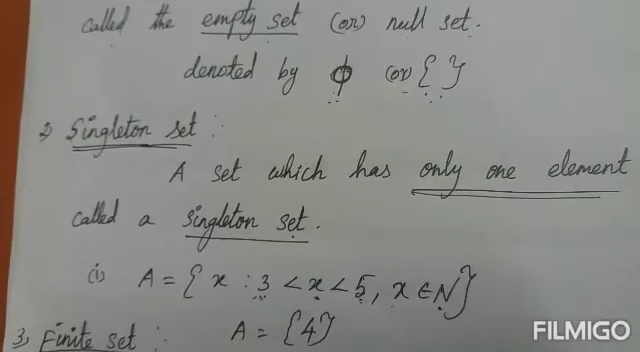 called the empty set (or) null set.
denoted by ϕ (or) { }
2) Singleton set :
A set which has only one element
called a singleton set.
(i) A = { x : 3 < x < 5, x ∈ N}
3) Finite set : A = {4}
FILMIGO